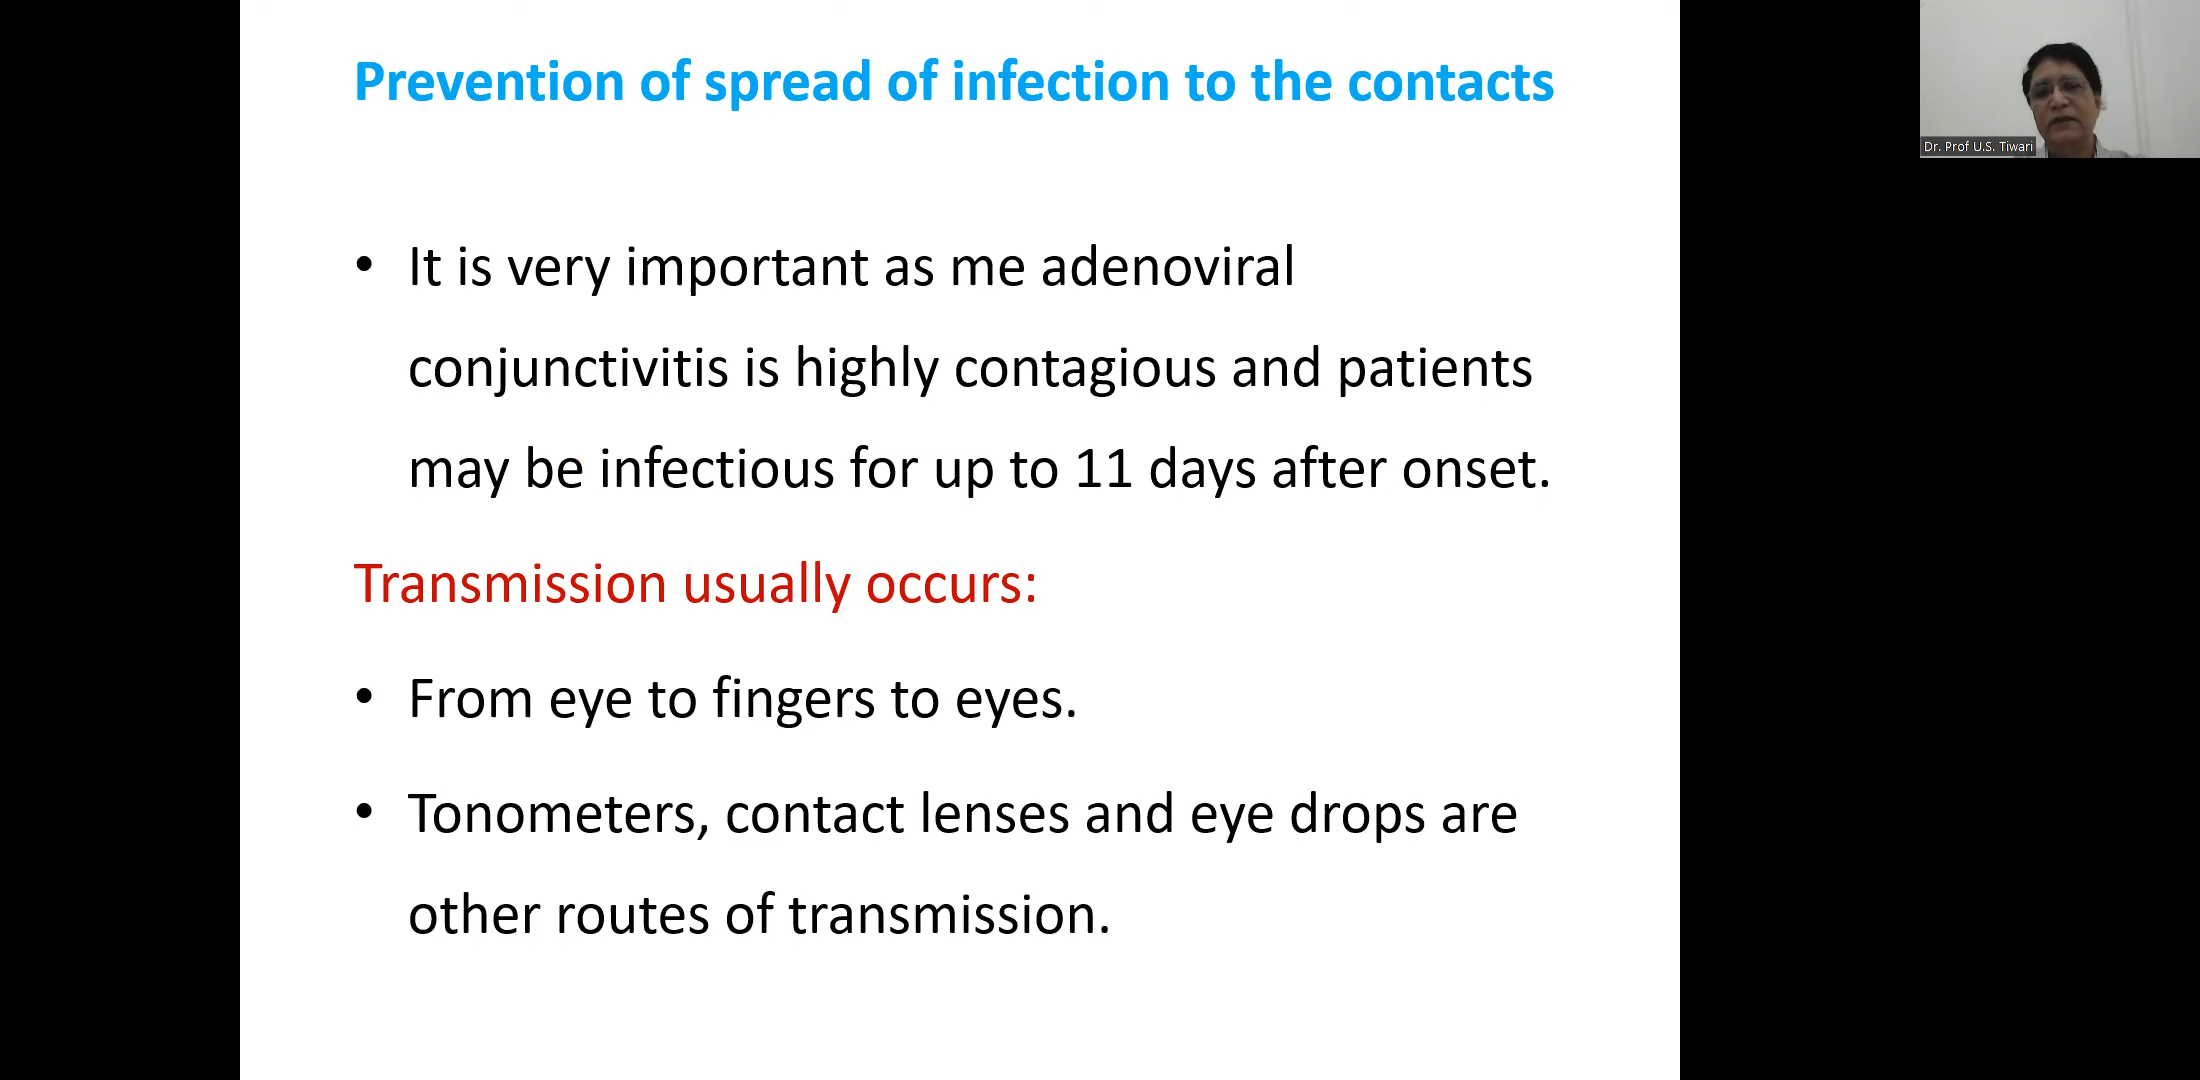 Prevention of spread of infection to the contacts
Dr. Prof U.S. Tiwari
• It is very important as me adenoviral
conjunctivitis is highly contagious and patients
may be infectious for up to 11 days after onset.
Transmission usually occurs:
• From eye to fingers to eyes.
• Tonometers, contact lenses and eye drops are
other routes of transmission.